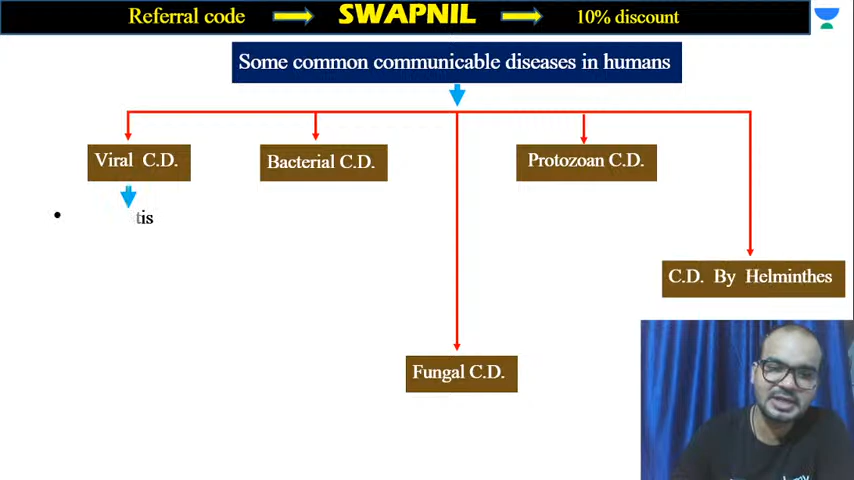 Referral code SWAPNIL 10% discount
Some common communicable diseases in humans
Viral C.D.
Bacterial C.D.
Protozoan C.D.
• tis
C.D. By Helminthes
Fungal C.D.